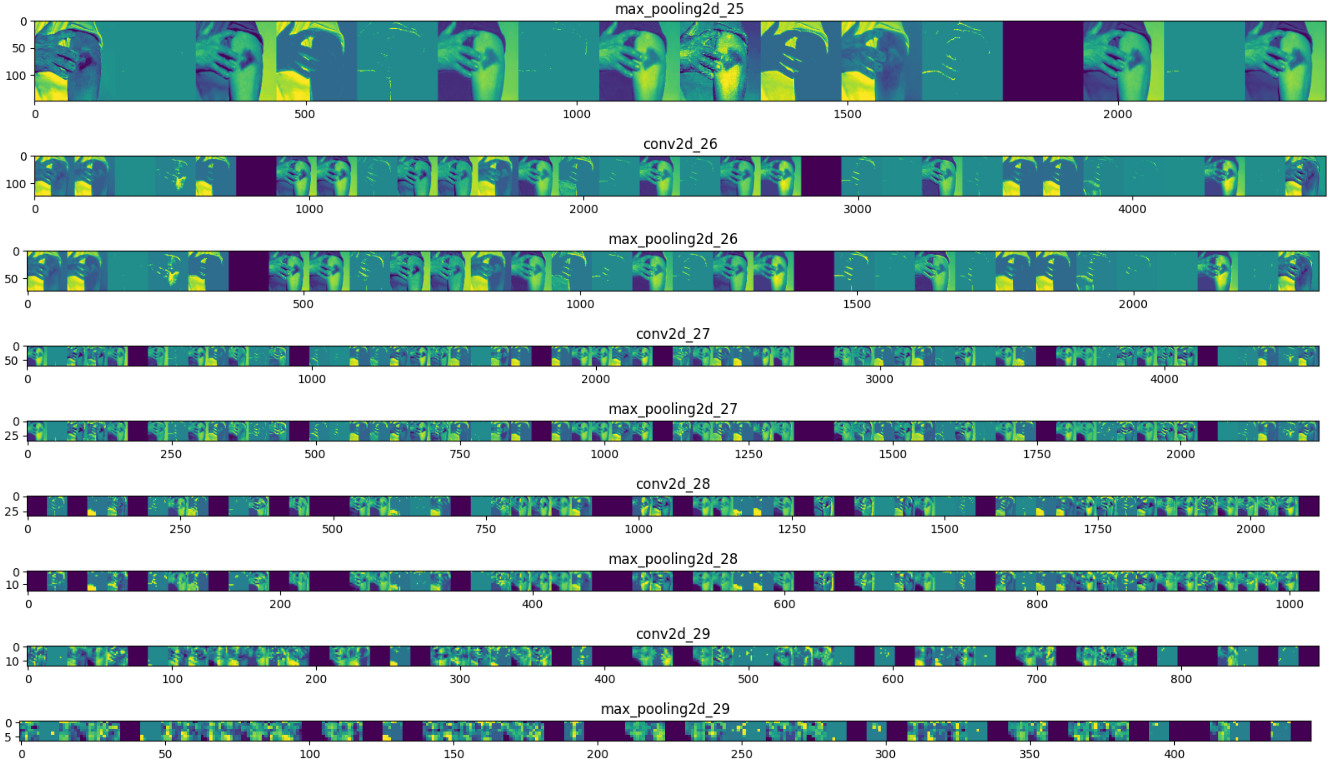 max_pooling2d_25
0
50
100
0 500 1000 1500 2000
conv2d_26
0
100
0 1000 2000 3000 4000
max_pooling2d_26
0
50
0 500 1000 1500 2000
conv2d_27
0
50
0 1000 2000 3000 4000
max_pooling2d_27
0
25
0 250 500 750 1000 1250 1500 1750 2000
conv2d_28
0
25
0 250 500 750 1000 1250 1500 1750 2000
max_pooling2d_28
0
10
0 200 400 600 800 1000
conv2d_29
0
10
0 100 200 300 400 500 600 700 800
max_pooling2d_29
0
5
0 50 100 150 200 250 300 350 400